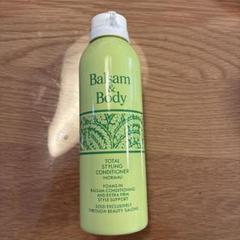 Balsam
&
Body
TOTAL
STYLING
CONDITIONER
(NORMAL)
FOAMS IN
BALSAM CONDITIONING
AND EXTRA FIRM
STYLE SUPPORT
SOLD EXCLUSIVELY
THROUGH BEAUTY SALONS